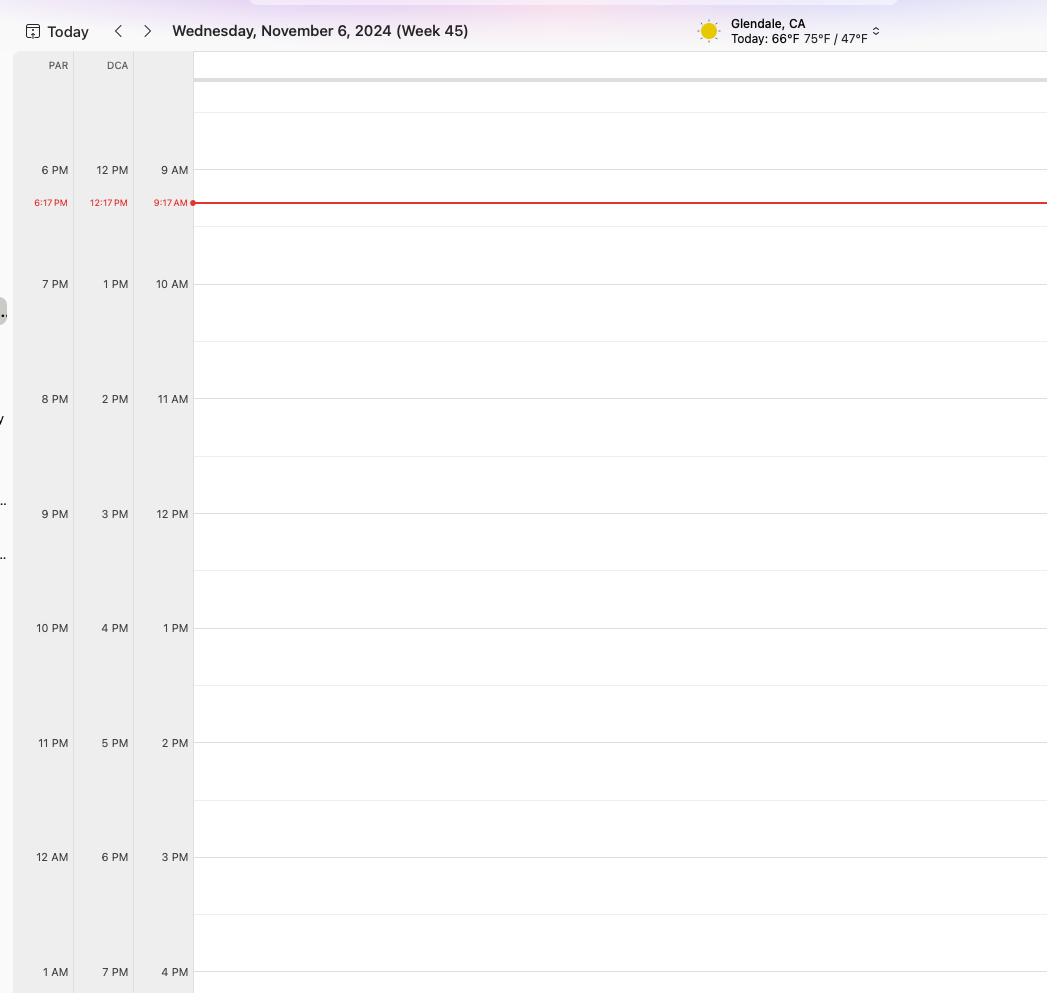 Today
Wednesday, November 6, 2024 (Week 45)
Glendale, CA
Today: 66°F 75°F / 47°F
PAR DCA
6 PM 12 PM 9 AM
6:17 PM 12:17 PM 9:17 AM
7 PM 1 PM 10 AM
8 PM 2 PM 11 AM
9 PM 3 PM 12 PM
10 PM 4 PM 1 PM
11 PM 5 PM 2 PM
12 AM 6 PM 3 PM
1 AM 7 PM 4 PM